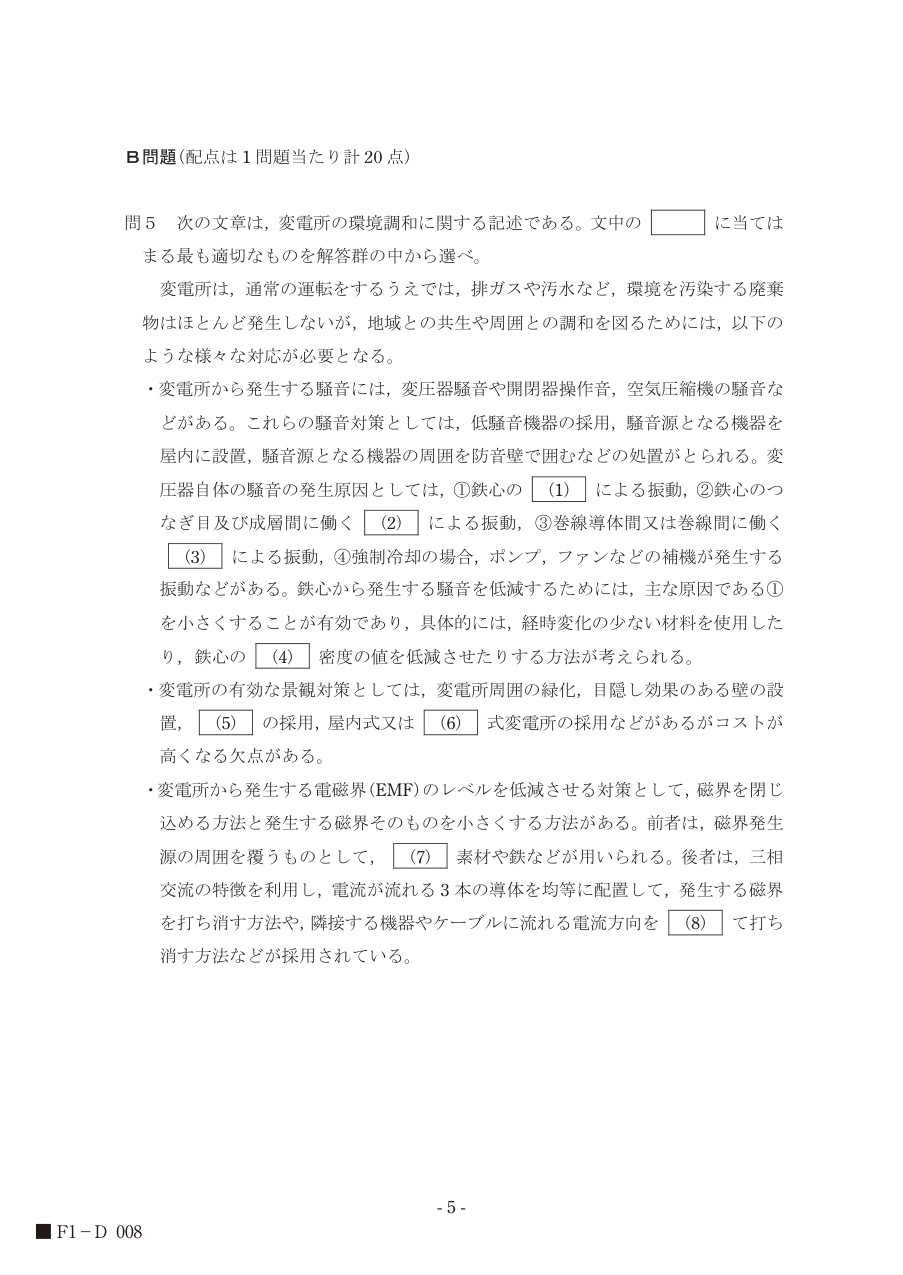 B問題(配点は1問題当たり計20点)
問5 次の文章は,変電所の環境調和に関する記述である。文中の に当ては
まる最も適切なものを解答群の中から選べ。
変電所は,通常の運転をするうえでは,排ガスや汚水など,環境を汚染する廃棄
物はほとんど発生しないが,地域との共生や周囲との調和を図るためには,以下の
ような様々な対応が必要となる。
・変電所から発生する騒音には,変圧器騒音や開閉器操作音,空気圧縮機の騒音な
どがある。これらの騒音対策としては,低騒音機器の採用,騒音源となる機器を
屋内に設置,騒音源となる機器の周囲を防音壁で囲むなどの処置がとられる。変
圧器自体の騒音の発生原因としては,①鉄心の (1) による振動,②鉄心のつ
なぎ目及び成層間に働く (2) による振動,③巻線導体間又は巻線間に働く
(3) による振動,④強制冷却の場合,ポンプ,ファンなどの補機が発生する
振動などがある。鉄心から発生する騒音を低減するためには,主な原因である①
を小さくすることが有効であり,具体的には,経時変化の少ない材料を使用した
り,鉄心の (4) 密度の値を低減させたりする方法が考えられる。
・変電所の有効な景観対策としては,変電所周囲の緑化,目隠し効果のある壁の設
置, (5) の採用,屋内式又は (6) 式変電所の採用などがあるがコストが
高くなる欠点がある。
・変電所から発生する電磁界(EMF)のレベルを低減させる対策として,磁界を閉じ
込める方法と発生する磁界そのものを小さくする方法がある。前者は,磁界発生
源の周囲を覆うものとして, (7) 素材や鉄などが用いられる。後者は,三相
交流の特徴を利用し,電流が流れる3本の導体を均等に配置して,発生する磁界
を打ち消す方法や,隣接する機器やケーブルに流れる電流方向を (8) て打ち
消す方法などが採用されている。
- 5 -
■F1-D 008